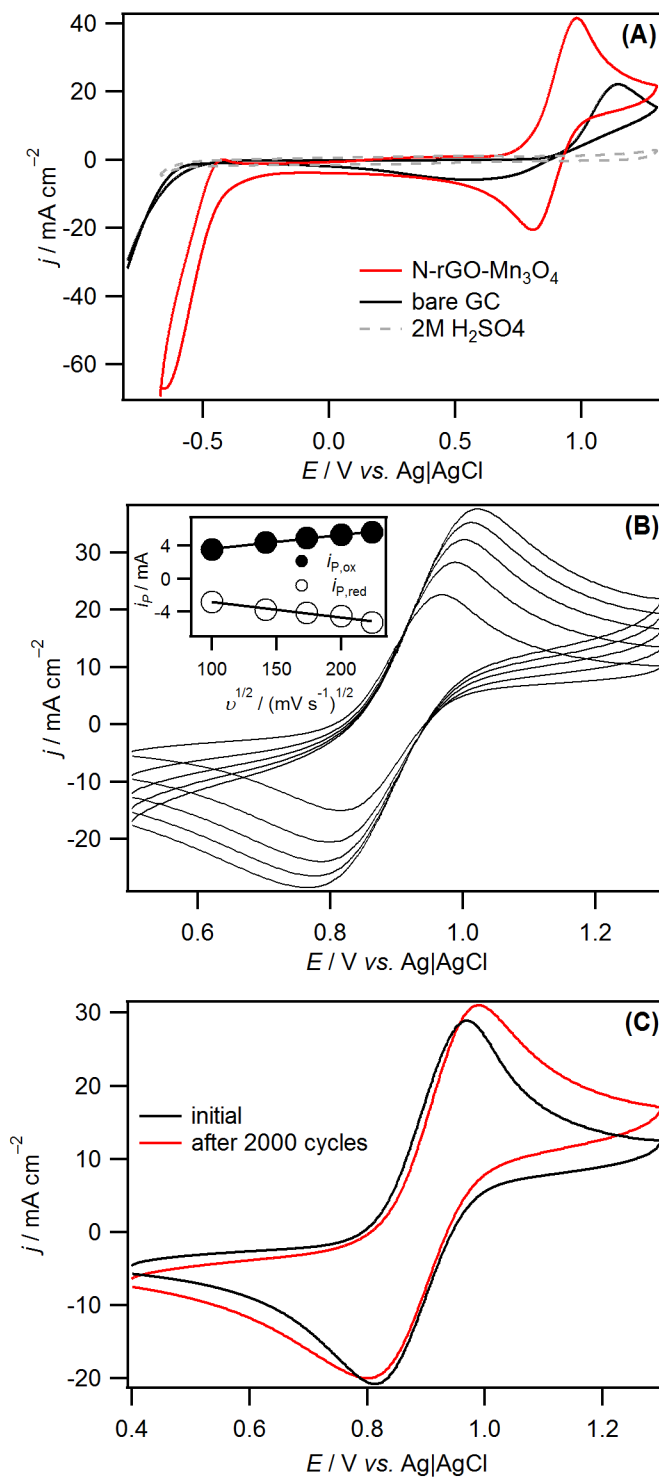 (A)
40
20
0
-20
-40
-60
j / mA cm⁻²
N-rGO-Mn₃O₄
bare GC
2M H₂SO4
-0.5 0.0 0.5 1.0
E / V vs. Ag|AgCl
(B)
30
20
10
0
-10
-20
j / mA cm⁻²
4
0
-4
iₚ / mA
i_P,ox
i_P,red
100 150 200
υ^1/2 / (mV s⁻¹)^1/2
0.6 0.8 1.0 1.2
E / V vs. Ag|AgCl
(C)
30
20
10
0
-10
-20
j / mA cm⁻²
initial
after 2000 cycles
0.4 0.6 0.8 1.0 1.2
E / V vs. Ag|AgCl